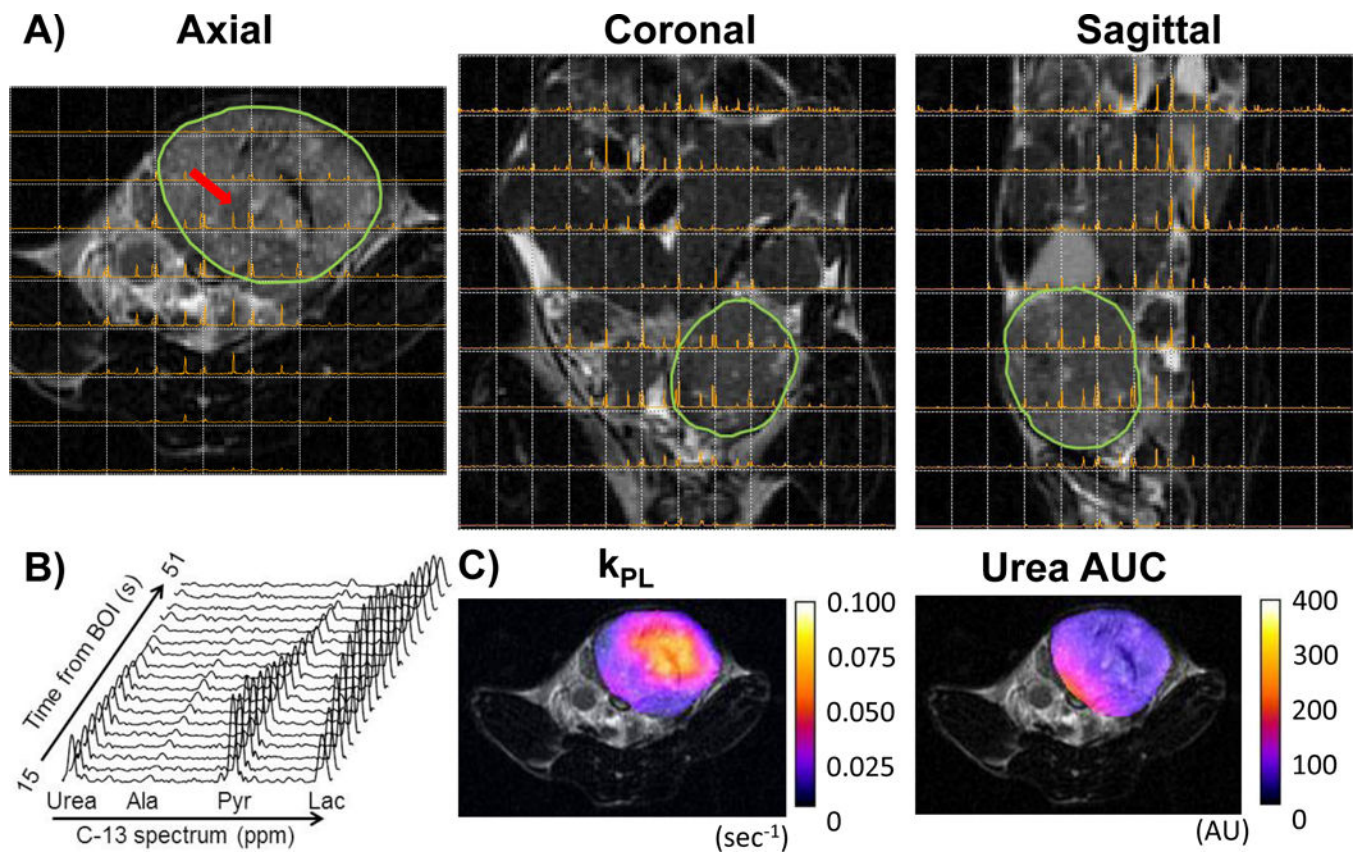 A)
Axial
Coronal
Sagittal
B)
Time from BOI (s)
51
15
Urea Ala Pyr Lac
C-13 spectrum (ppm)
C)
kPL
0.100
0.075
0.050
0.025
0
(sec⁻¹)
Urea AUC
400
300
200
100
0
(AU)